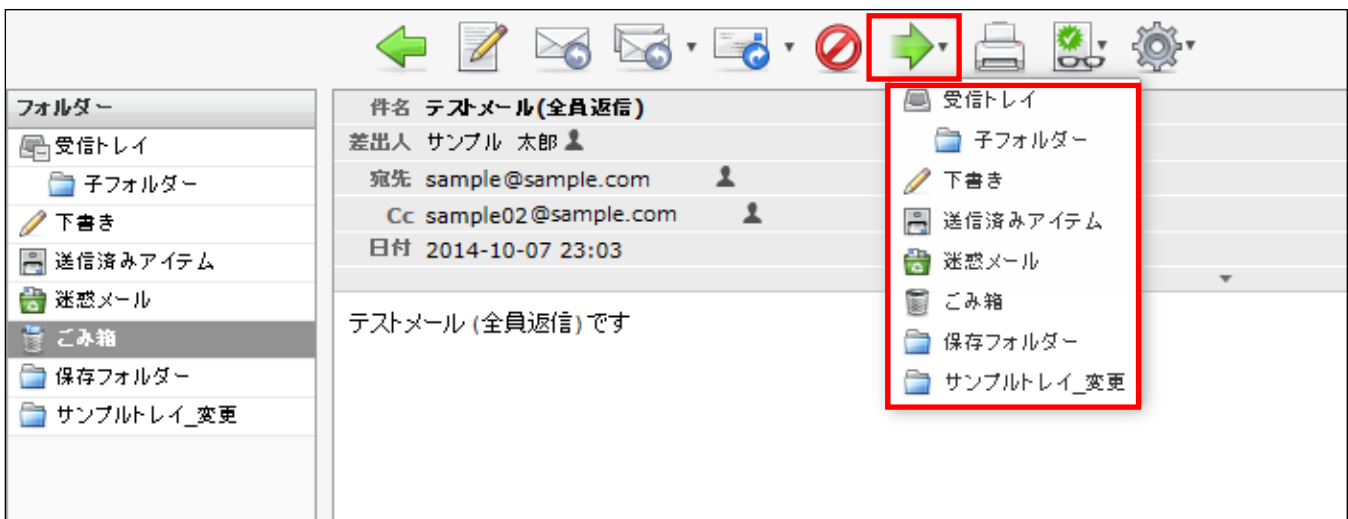 フォルダー
受信トレイ
子フォルダー
下書き
送信済みアイテム
迷惑メール
ごみ箱
保存フォルダー
サンプルトレイ_変更
件名 テストメール(全員返信)
差出人 サンプル 太郎
宛先 sample@sample.com
Cc sample02@sample.com
日付 2014-10-07 23:03
テストメール (全員返信) です
受信トレイ
子フォルダー
下書き
送信済みアイテム
迷惑メール
ごみ箱
保存フォルダー
サンプルトレイ_変更